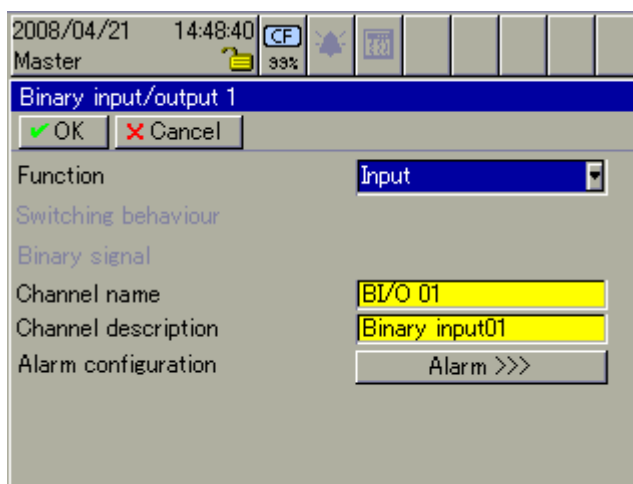 2008/04/21 14:48:40 CF
Master 99%
Binary input/output 1
OK Cancel
Function Input
Switching behaviour
Binary signal
Channel name BI/O 01
Channel description Binary input01
Alarm configuration Alarm >>>